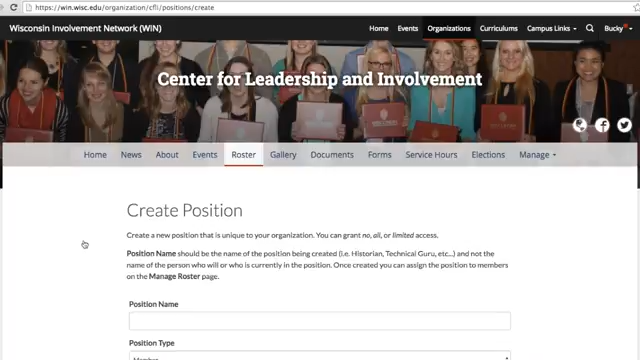 https://win.wisc.edu/organization/cfli/positions/create
Wisconsin Involvement Network (WiN)
Home Events Organizations Curriculums Campus Links Bucky
Center for Leadership and Involvement
Home News About Events Roster Gallery Documents Forms Service Hours Elections Manage
Create Position
Create a new position that is unique to your organization. You can grant no, all, or limited access.
Position Name should be the name of the position being created (i.e. Historian, Technical Guru, etc...) and not the
name of the person who will or who is currently in the position. Once created you can assign the position to members
on the Manage Roster page.
Position Name
Position Type
Member